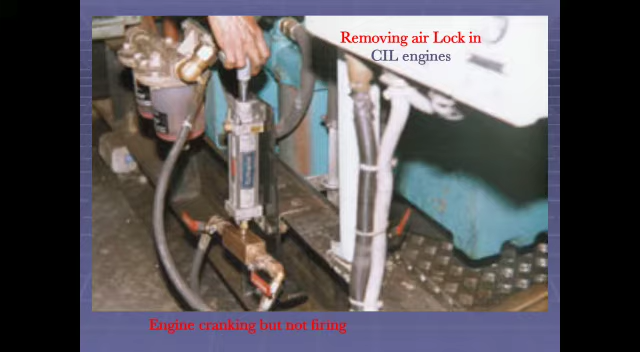 Removing air Lock in
CIL engines
Engine cranking but not firing